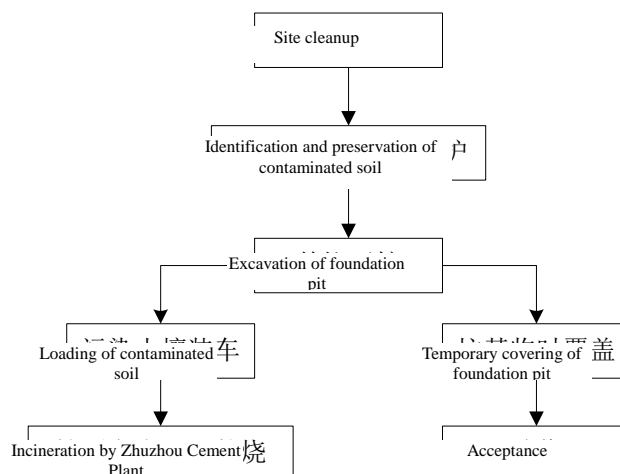 Site cleanup
Identification and preservation of
contaminated soil
户
Excavation of foundation
pit
Loading of contaminated
soil
车
Temporary covering of
foundation pit
盖
Incineration by Zhuzhou Cement
Plant
烧
Acceptance